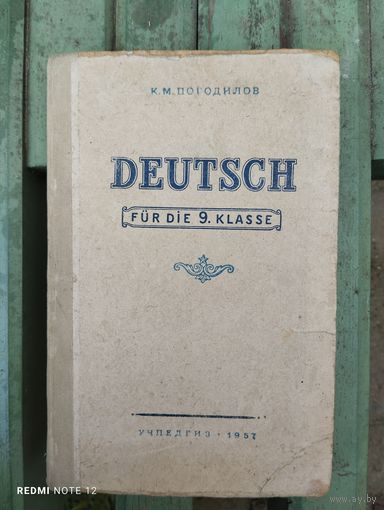 К.М.ПОГОДИЛОВ
DEUTSCH
FÜR DIE 9. KLASSE
УЧПЕДГИЗ · 1957
REDMI NOTE 12
www.ay.by